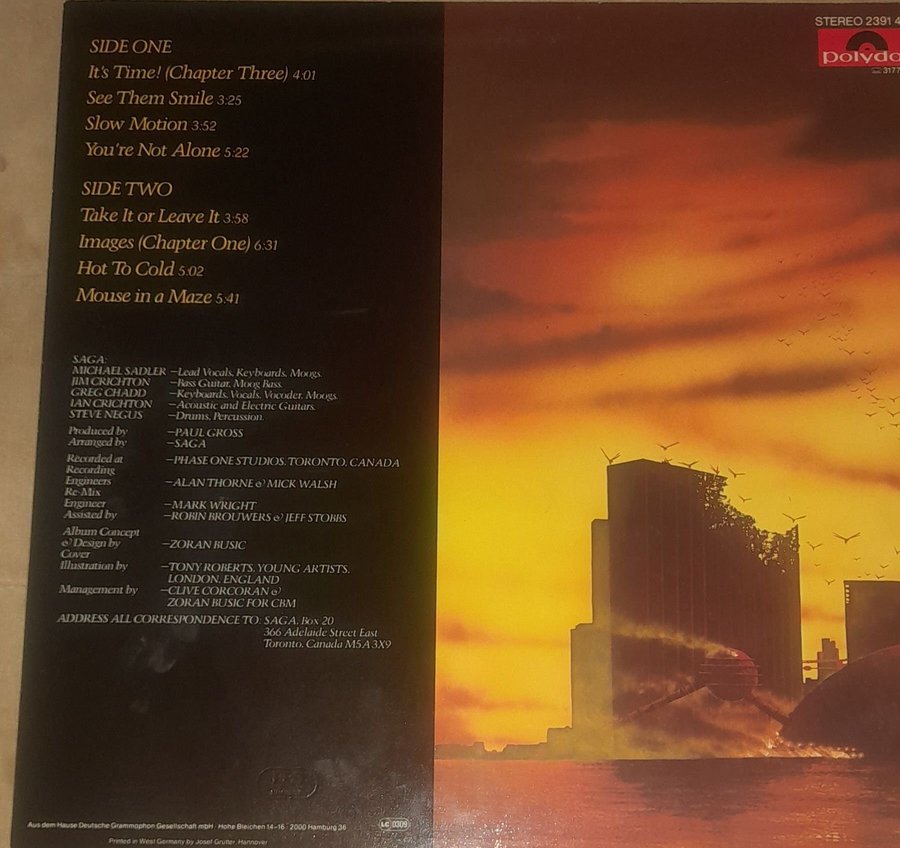 STEREO 2391 4
polydo
3177
SIDE ONE
It's Time! (Chapter Three) 4:01
See Them Smile 3:25
Slow Motion 3:52
You're Not Alone 5:22
SIDE TWO
Take It or Leave It 3:58
Images (Chapter One) 6:31
Hot To Cold 5:02
Mouse in a Maze 5:41
SAGA:
MICHAEL SADLER –Lead Vocals, Keyboards, Moogs.
JIM CRICHTON –Bass Guitar, Moog Bass.
GREG CHADD –Keyboards, Vocals, Vocoder, Moogs.
IAN CRICHTON –Acoustic and Electric Guitars.
STEVE NEGUS –Drums, Percussion.
Produced by –PAUL GROSS
Arranged by –SAGA
Recorded at –PHASE ONE STUDIOS, TORONTO, CANADA
Recording
Engineers –ALAN THORNE & MICK WALSH
Re-Mix
Engineer –MARK WRIGHT
Assisted by –ROBIN BROUWERS & JEFF STOBBS
Album Concept
& Design by –ZORAN BUSIC
Cover
Illustration by –TONY ROBERTS, YOUNG ARTISTS,
LONDON, ENGLAND
Management by –CLIVE CORCORAN &
ZORAN BUSIC FOR CBM
ADDRESS ALL CORRESPONDENCE TO: SAGA, Box 20
366 Adelaide Street East
Toronto, Canada M5A 3X9
Aus dem Hause Deutsche Grammophon Gesellschaft mbH · Hohe Bleichen 14-16 · 2000 Hamburg 36
LC 0309
Printed in West Germany by Josef Grütter, Hannover